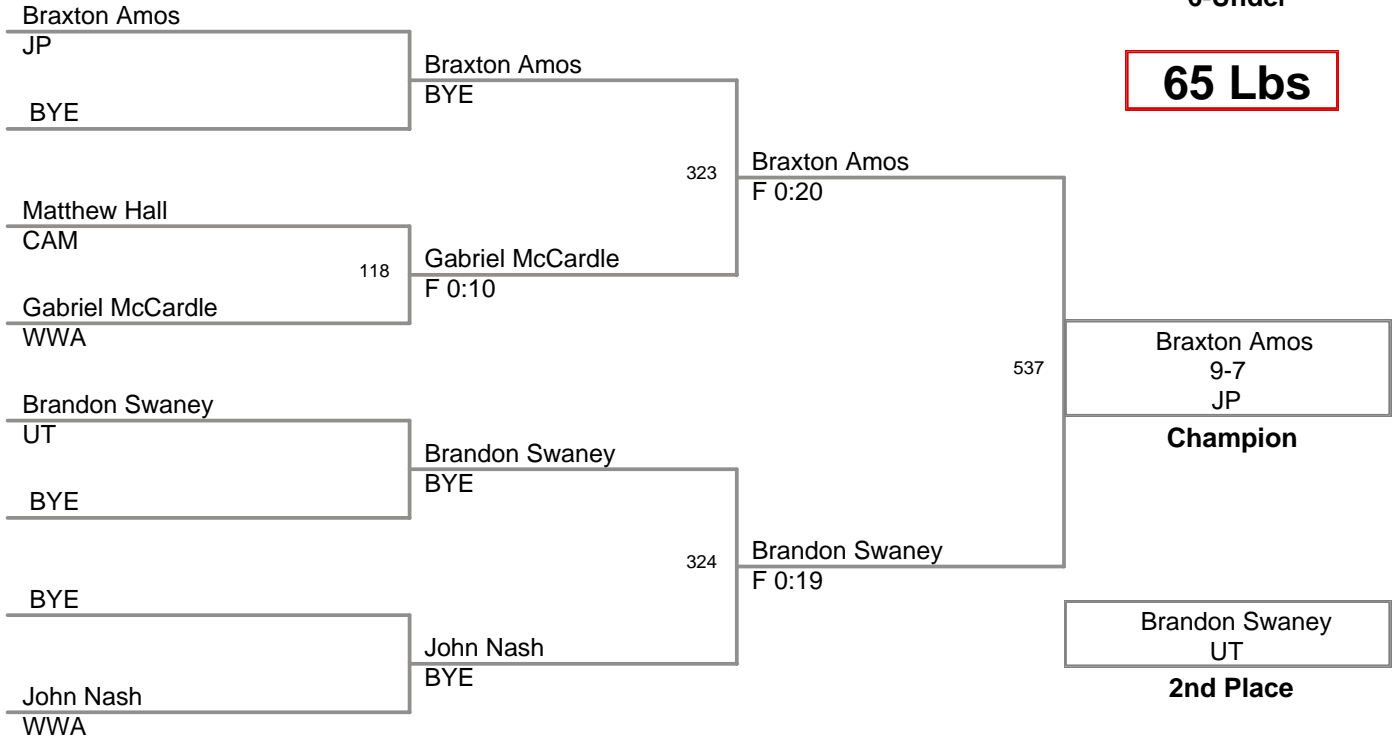 6-Under
65 Lbs
Braxton Amos
JP
BYE
Braxton Amos
BYE
Matthew Hall
CAM
118
Gabriel McCardle
WWA
Gabriel McCardle
F 0:10
323
Braxton Amos
F 0:20
Brandon Swaney
UT
BYE
Brandon Swaney
BYE
BYE
John Nash
WWA
John Nash
BYE
324
Brandon Swaney
F 0:19
537
Braxton Amos
9-7
JP
Champion
Brandon Swaney
UT
2nd Place